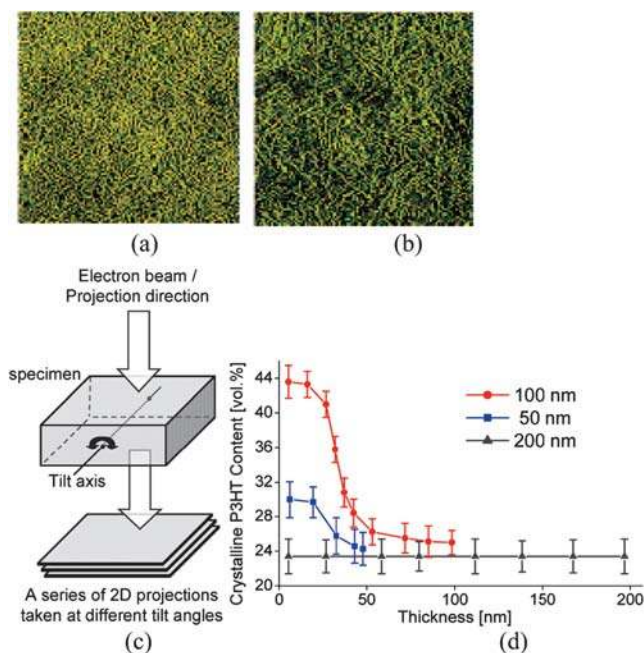 (a)
(b)
Electron beam /
Projection direction
specimen
Tilt axis
A series of 2D projections
taken at different tilt angles
(c)
Crystalline P3HT Content [vol.%]
44
40
36
32
28
24
20
100 nm
50 nm
200 nm
0 50 100 150 200
Thickness [nm]
(d)